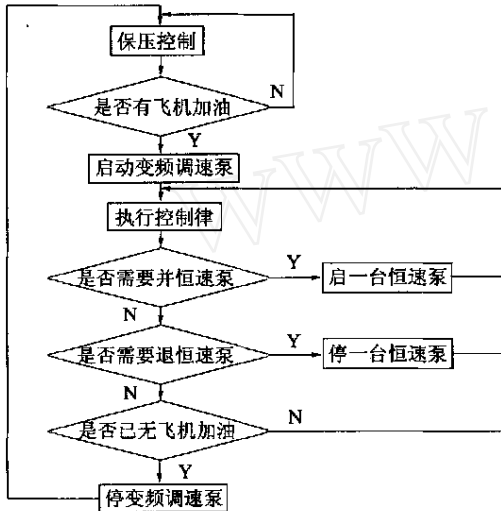 保压控制
是否有飞机加油
N
Y
启动变频调速泵
执行控制律
是否需要并恒速泵
Y
启一台恒速泵
N
是否需要退恒速泵
Y
停一台恒速泵
N
是否已无飞机加油
N
Y
停变频调速泵
www